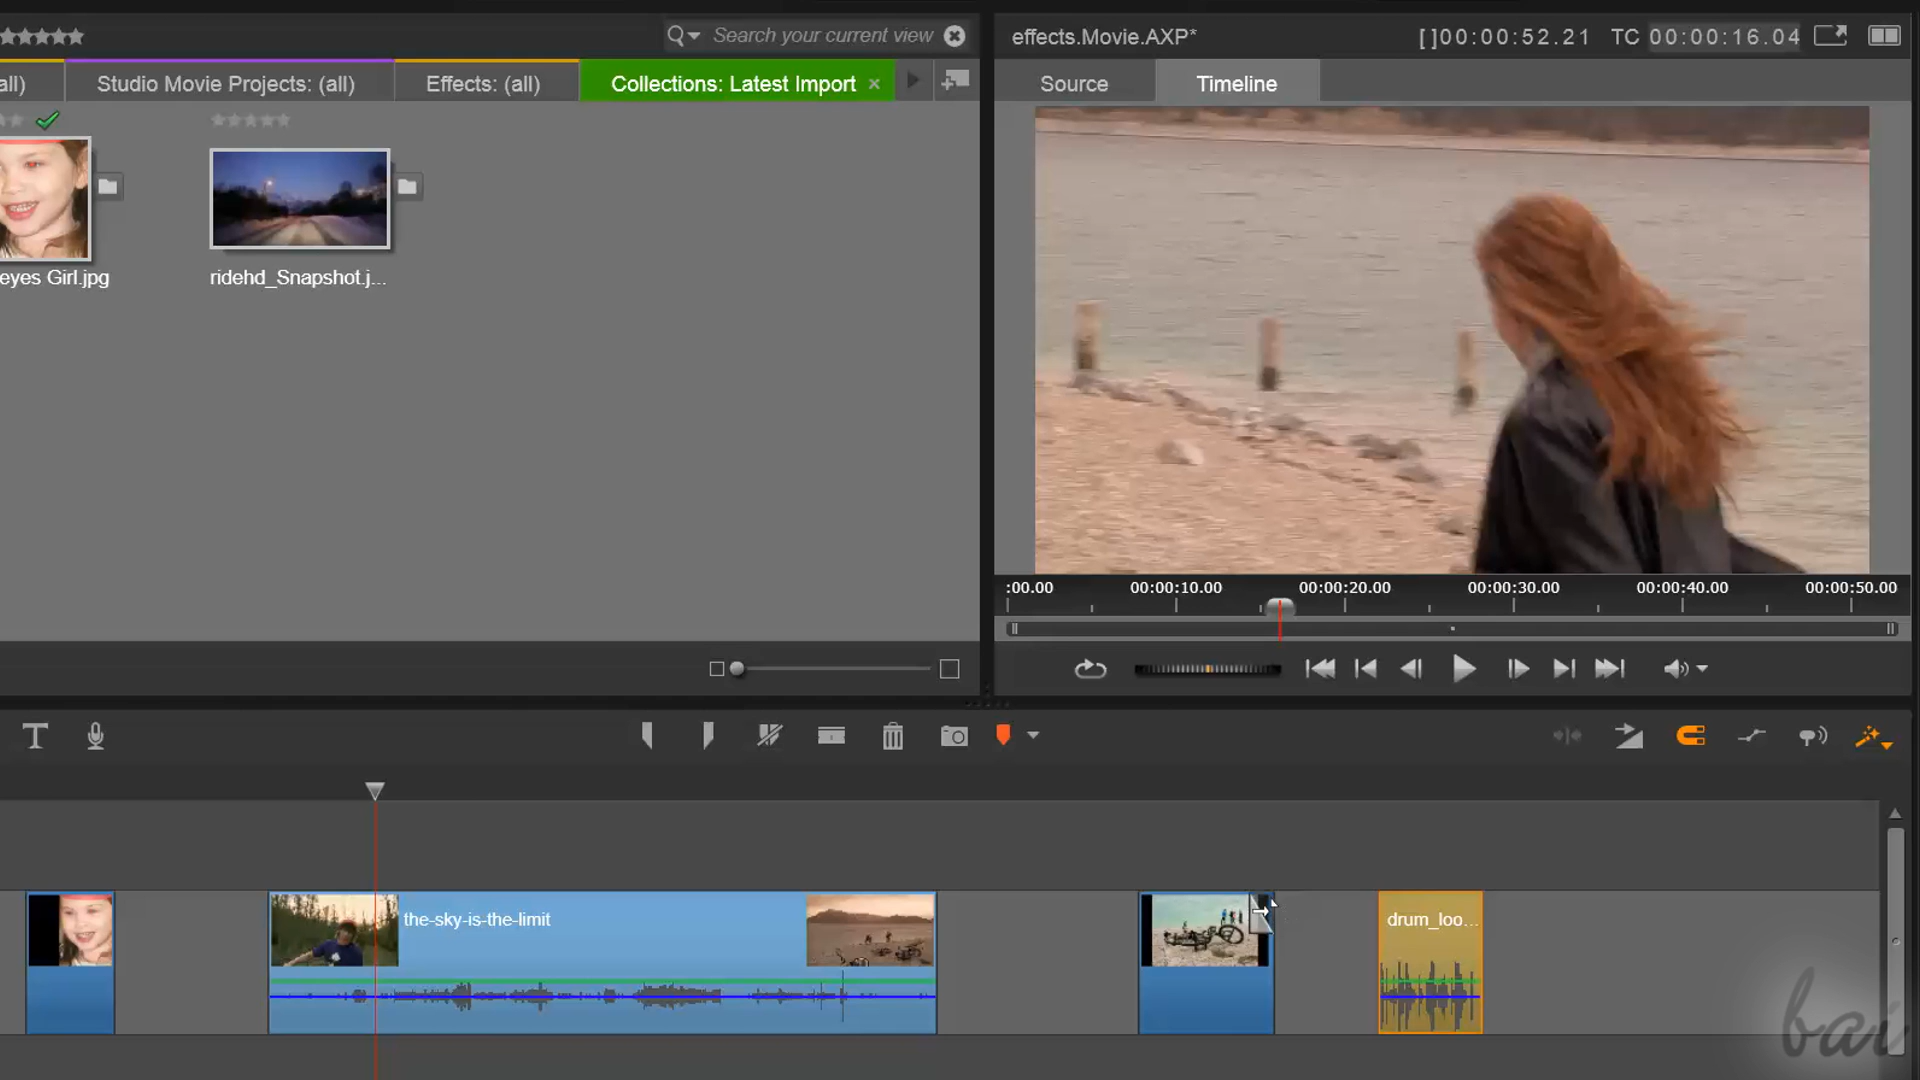 Search your current view
effects.Movie.AXP*
[]00:00:52.21 TC 00:00:16.04
all)
Studio Movie Projects: (all)
Effects: (all)
Collections: Latest Import
Source
Timeline
eyes Girl.jpg
ridehd_Snapshot.j...
:00.00 00:00:10.00 00:00:20.00 00:00:30.00 00:00:40.00 00:00:50.00
T
the-sky-is-the-limit
drum_loo...
bai